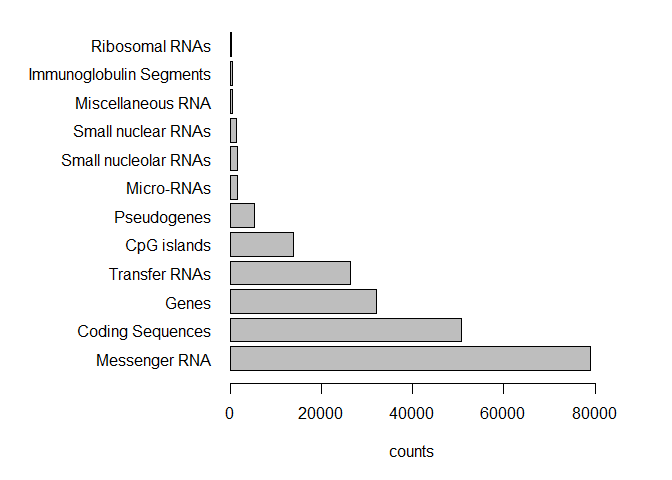 Ribosomal RNAs
Immunoglobulin Segments
Miscellaneous RNA
Small nuclear RNAs
Small nucleolar RNAs
Micro-RNAs
Pseudogenes
CpG islands
Transfer RNAs
Genes
Coding Sequences
Messenger RNA
0 20000 40000 60000 80000
counts